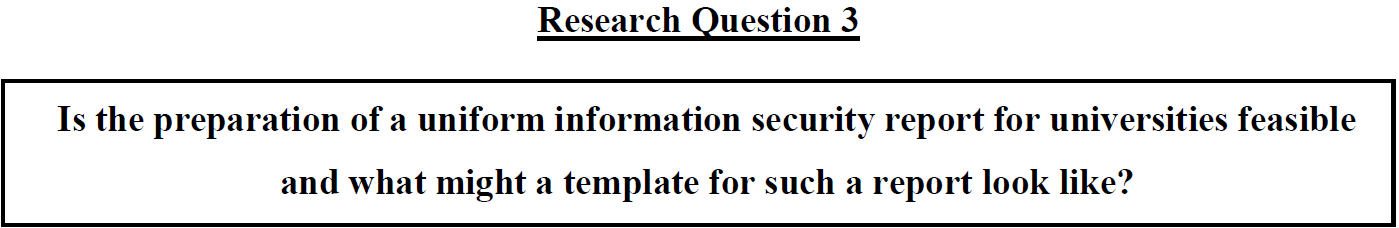 Research Question 3
Is the preparation of a uniform information security report for universities feasible
and what might a template for such a report look like?